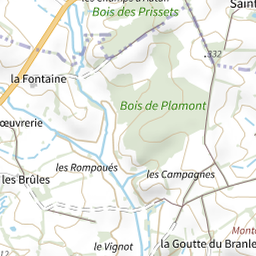 Bois des Prissets
Saint
332
la Fontaine
Bois de Plamont
œuvrerie
les Rompoués
les Campagnes
les Brûles
le Vignot
la Goutte du Branle